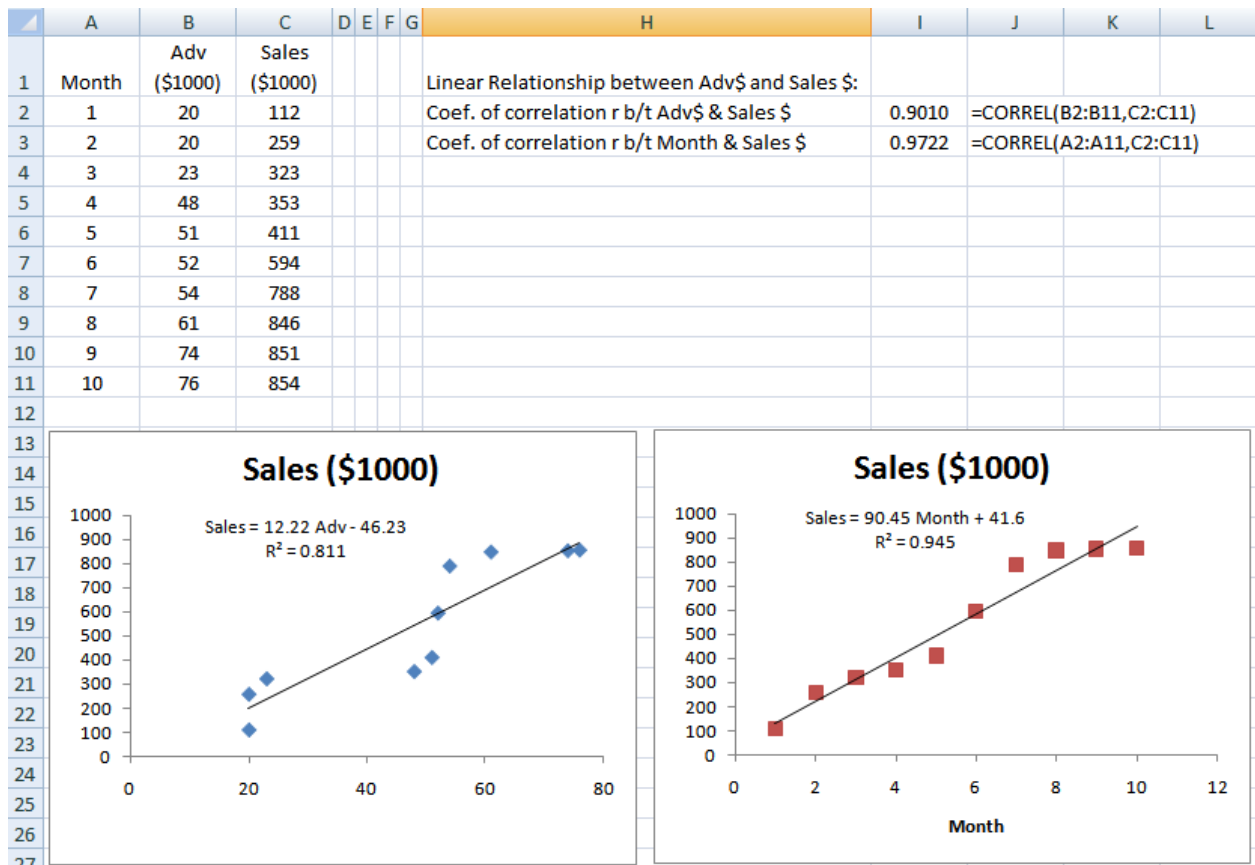 A B C D E F G H I J K L
Adv Sales
1 Month ($1000) ($1000) Linear Relationship between Adv$ and Sales $:
2 1 20 112 Coef. of correlation r b/t Adv$ & Sales $ 0.9010 =CORREL(B2:B11,C2:C11)
3 2 20 259 Coef. of correlation r b/t Month & Sales $ 0.9722 =CORREL(A2:A11,C2:C11)
4 3 23 323
5 4 48 353
6 5 51 411
7 6 52 594
8 7 54 788
9 8 61 846
10 9 74 851
11 10 76 854
12
13
14
15
16
17
18
19
20
21
22
23
24
25
26
27
Sales ($1000)
Sales = 12.22 Adv - 46.23
R² = 0.811
1000
900
800
700
600
500
400
300
200
100
0
0 20 40 60 80
Sales ($1000)
Sales = 90.45 Month + 41.6
R² = 0.945
1000
900
800
700
600
500
400
300
200
100
0
0 2 4 6 8 10 12
Month